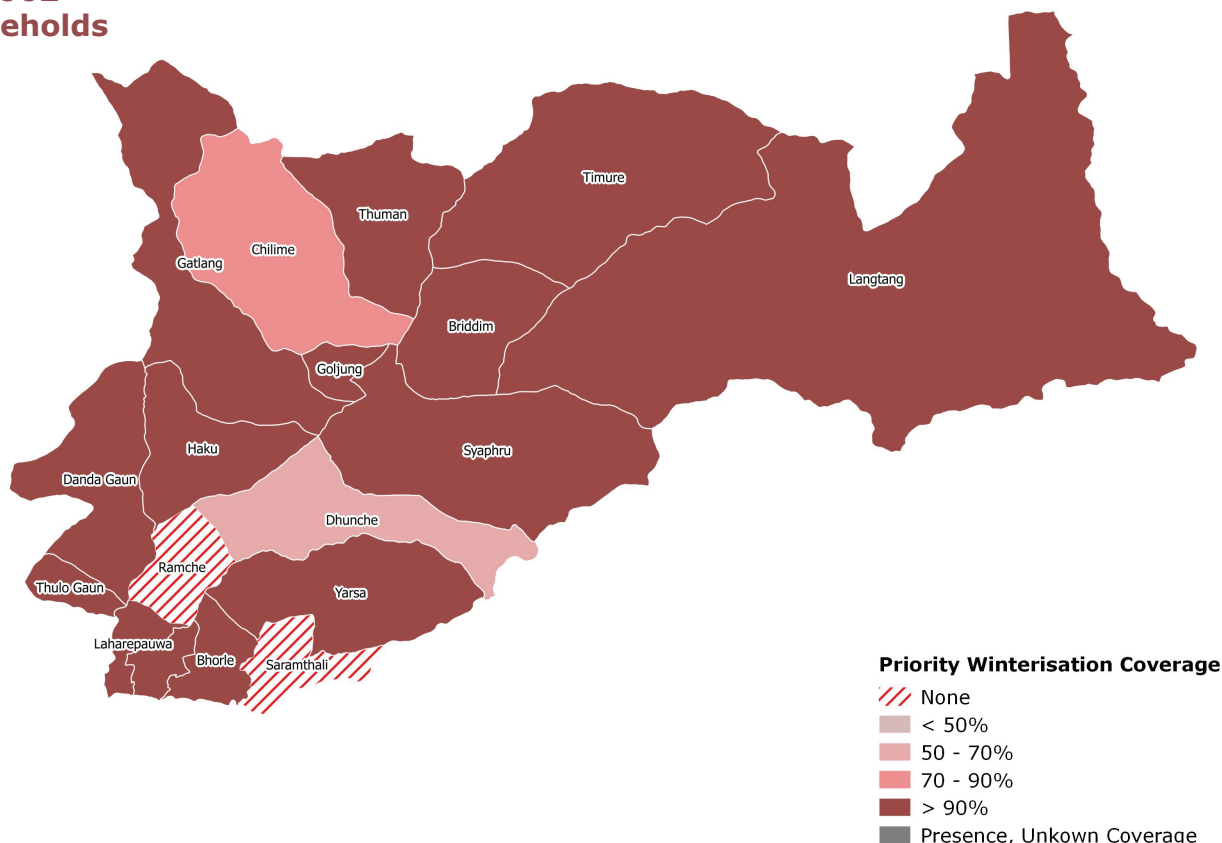 eholds
Timure
Thuman
Chilime
Gatlang
Langtang
Briddim
Goljung
Haku
Syaphru
Danda Gaun
Dhunche
Ramche
Thulo Gaun
Yarsa
Laharepauwa
Bhorle
Saramthali
Priority Winterisation Coverage
None
< 50%
50 - 70%
70 - 90%
> 90%
Presence, Unkown Coverage